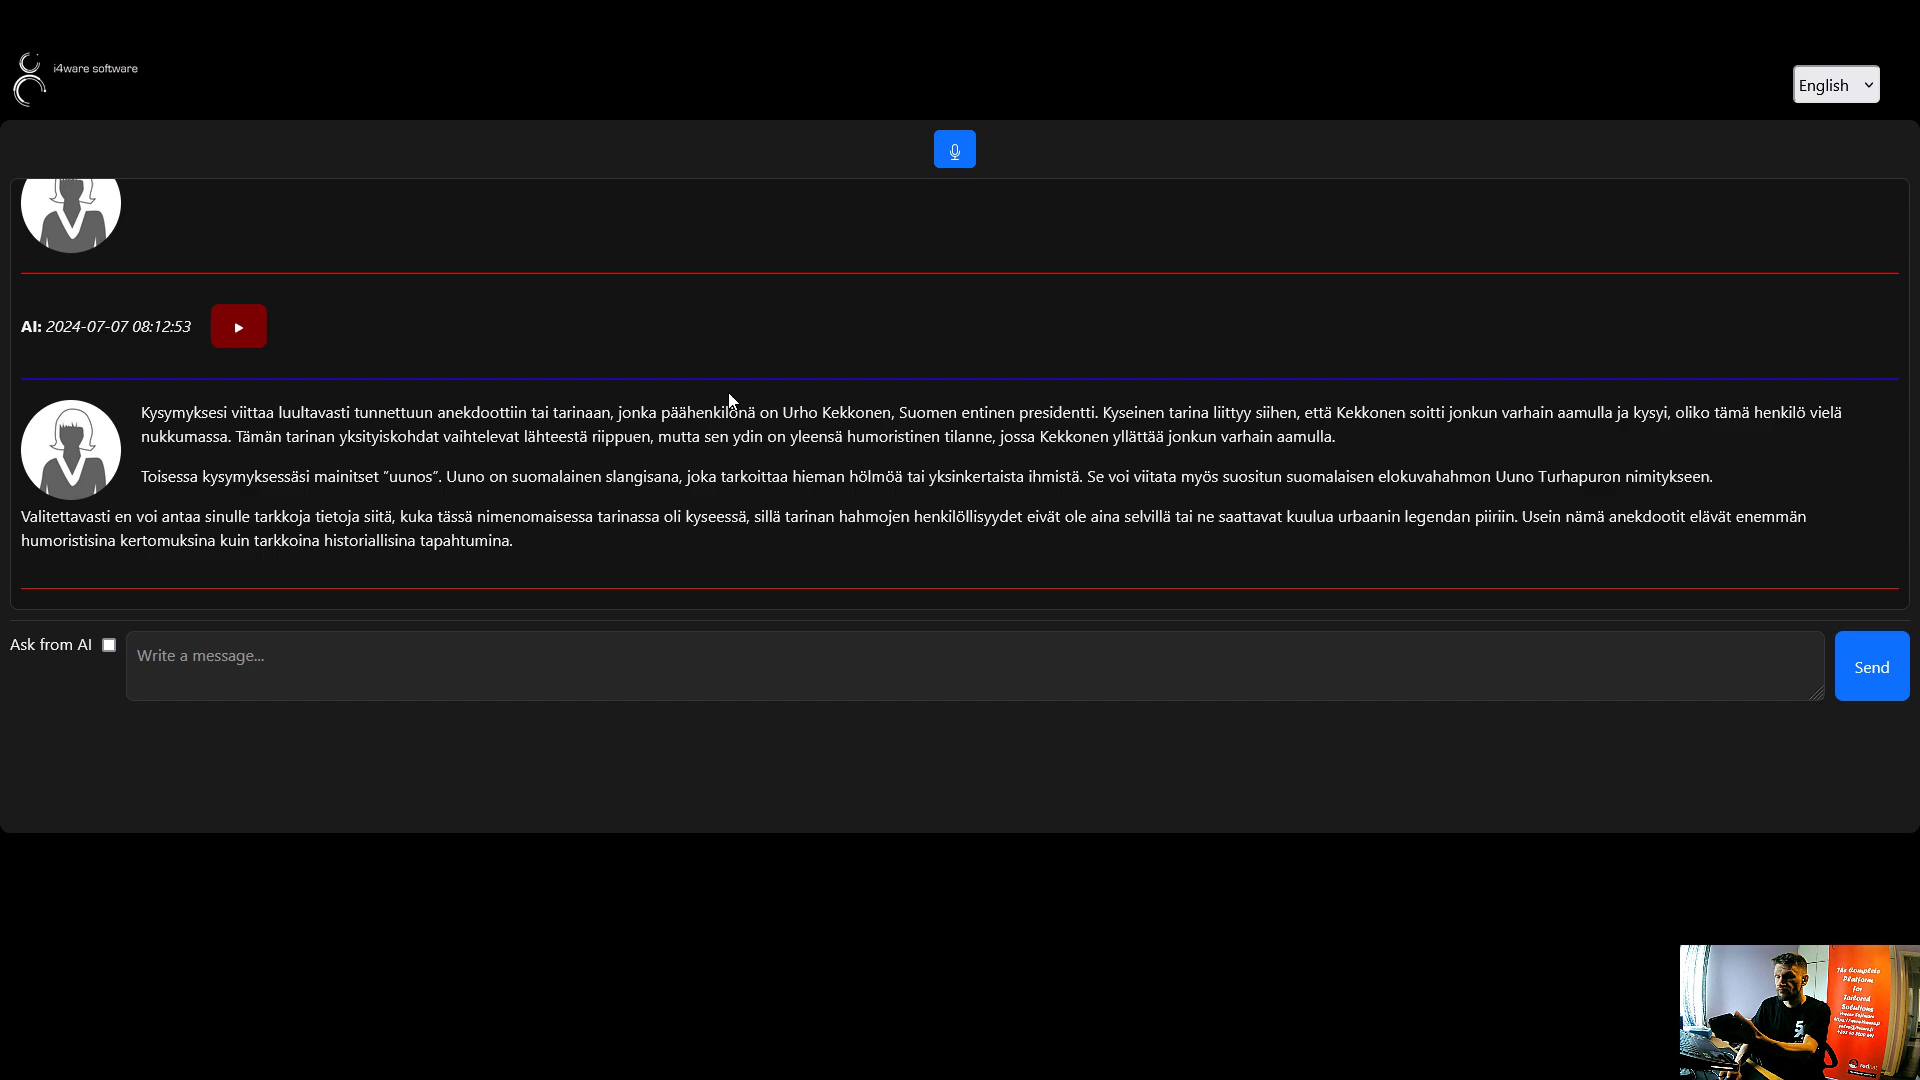 i4ware software
English
AI: 2024-07-07 08:12:53
Kysymyksesi viittaa luultavasti tunnettuun anekdoottiin tai tarinaan, jonka päähenkilönä on Urho Kekkonen, Suomen entinen presidentti. Kyseinen tarina liittyy siihen, että Kekkonen soitti jonkun varhain aamulla ja kysyi, oliko tämä henkilö vielä
nukkumassa. Tämän tarinan yksityiskohdat vaihtelevat lähteestä riippuen, mutta sen ydin on yleensä humoristinen tilanne, jossa Kekkonen yllättää jonkun varhain aamulla.
Toisessa kysymyksessäsi mainitset "uunos". Uuno on suomalainen slangisana, joka tarkoittaa hieman hölmöä tai yksinkertaista ihmistä. Se voi viitata myös suositun suomalaisen elokuvahahmon Uuno Turhapuron nimitykseen.
Valitettavasti en voi antaa sinulle tarkkoja tietoja siitä, kuka tässä nimenomaisessa tarinassa oli kyseessä, sillä tarinan hahmojen henkilöllisyydet eivät ole aina selvillä tai ne saattavat kuulua urbaanin legendan piiriin. Usein nämä anekdootit elävät enemmän
humoristisina kertomuksina kuin tarkkoina historiallisina tapahtumina.
Ask from AI
Write a message...
Send
The Complete
Platform
for
Tailored
Solutions